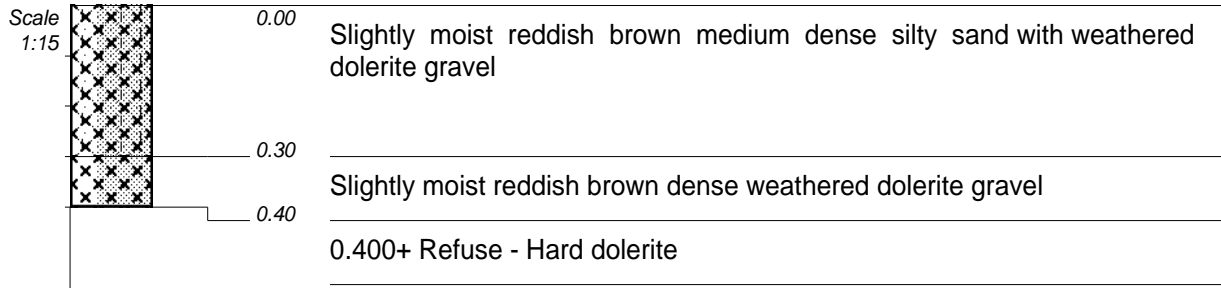 Scale
1:15
0.00
Slightly moist reddish brown medium dense silty sand with weathered
dolerite gravel
0.30
Slightly moist reddish brown dense weathered dolerite gravel
0.40
0.400+ Refuse - Hard dolerite